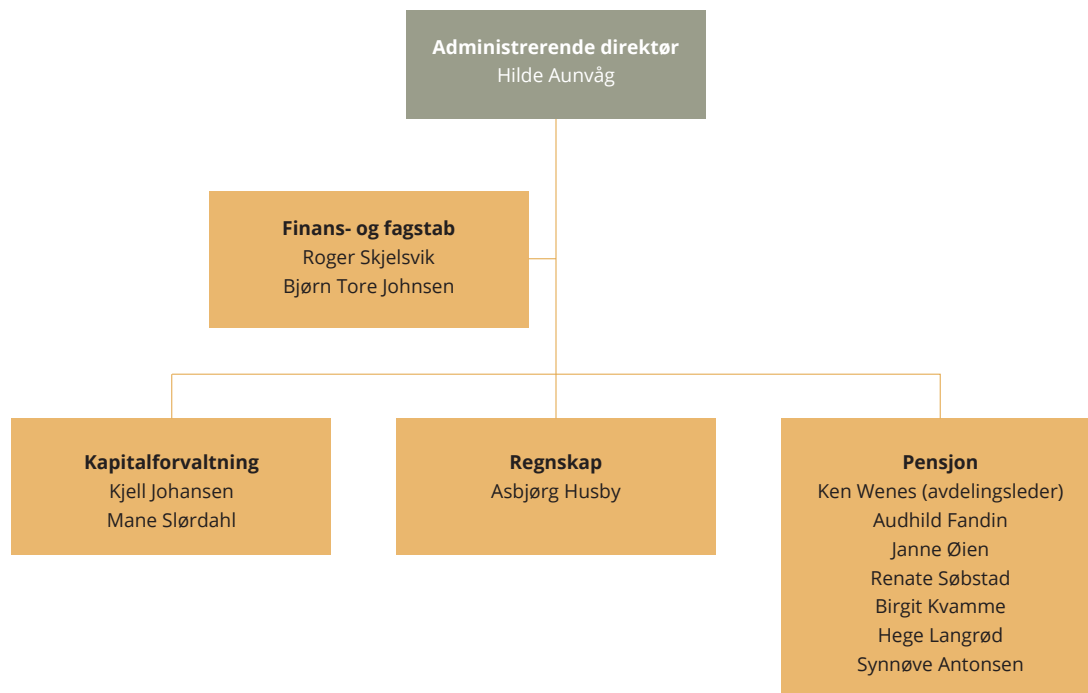 Administrerende direktør
Hilde Aunvåg
Finans- og fagstab
Roger Skjelsvik
Bjørn Tore Johnsen
Kapitalforvaltning
Kjell Johansen
Mane Slørdahl
Regnskap
Asbjørg Husby
Pensjon
Ken Wenes (avdelingsleder)
Audhild Fandin
Janne Øien
Renate Søbstad
Birgit Kvamme
Hege Langrød
Synnøve Antonsen